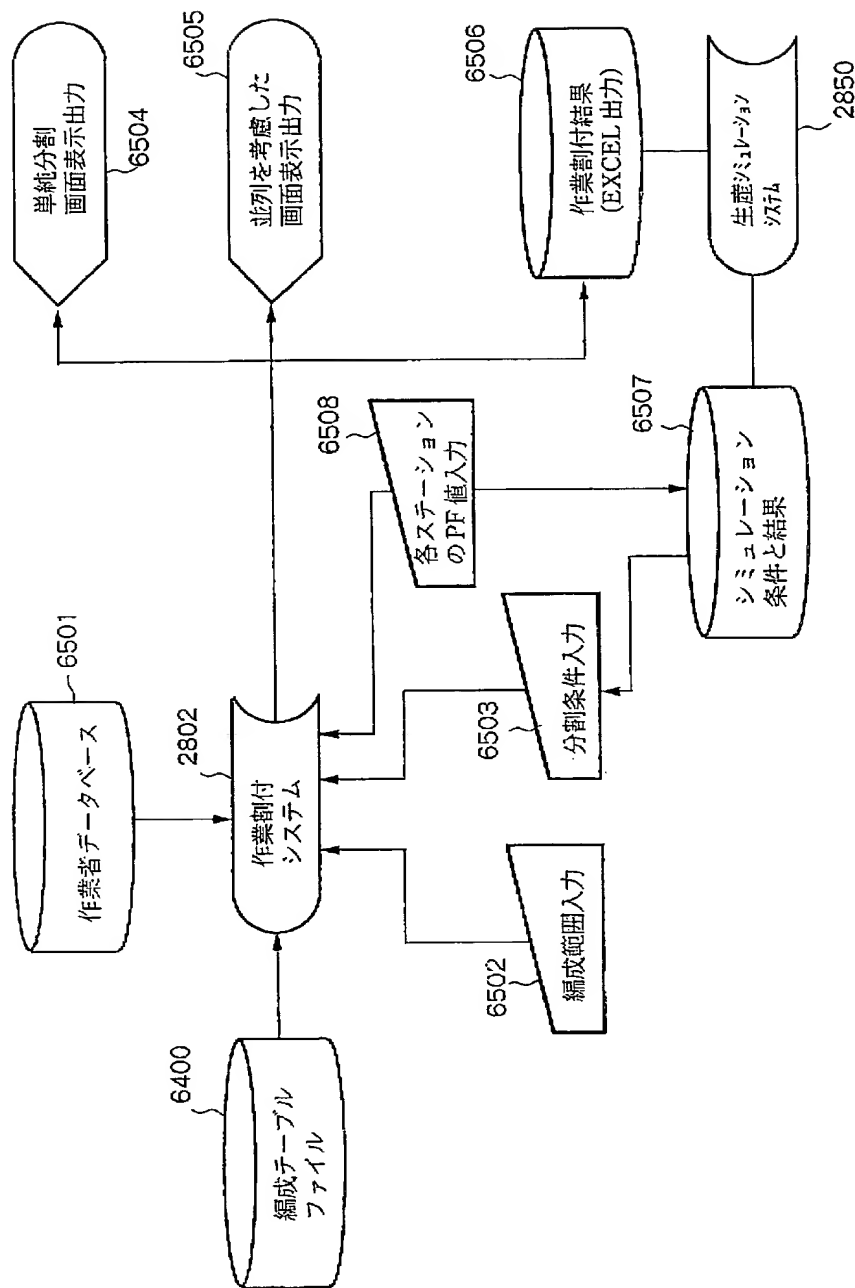 6501
作業者データベース
6400
編成テーブル
ファイル
2802
作業割付
システム
6502
編成範囲入力
6503
分割条件入力
6508
各ステーション
のPF値入力
6504
単純分割
画面表示出力
6505
並列を考慮した
画面表示出力
6506
作業割付結果
(EXCEL出力)
6507
シミュレーション
条件と結果
2850
生産シミュレーション
システム